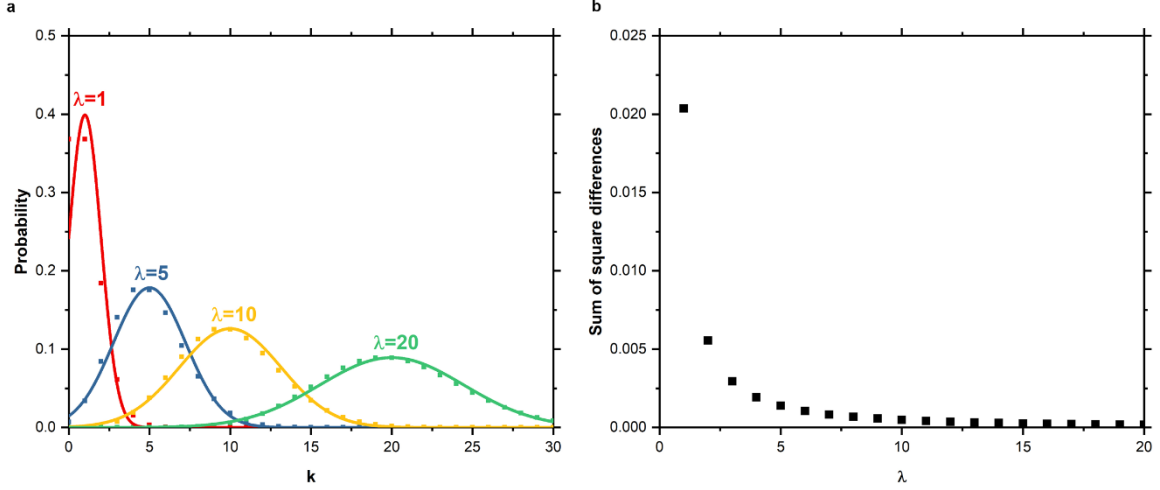 a
0.5
0.4
0.3
0.2
0.1
0.0
Probability
λ=1
λ=5
λ=10
λ=20
0 5 10 15 20 25 30
k
b
0.025
0.020
0.015
0.010
0.005
0.000
Sum of square differences
0 5 10 15 20
λ